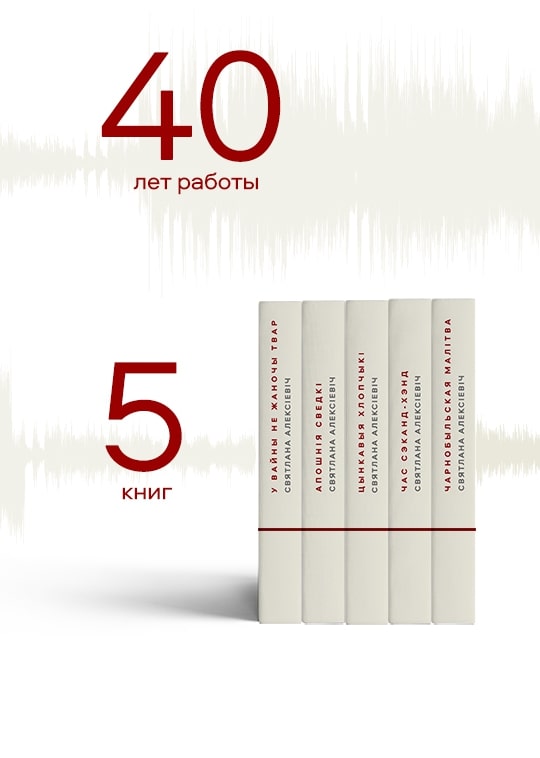 40
лет работы
5
книг
У ВАЙНЫ НЕ ЖАНОЧЫ ТВАР
СВЯТЛАНА АЛЕКСІЕВІЧ
АПОШНІЯ СВЕДКІ
СВЯТЛАНА АЛЕКСІЕВІЧ
ЦЫНКАВЫЯ ХЛОПЧЫКІ
СВЯТЛАНА АЛЕКСІЕВІЧ
ЧАС СЭКАНД-ХЭНД
СВЯТЛАНА АЛЕКСІЕВІЧ
ЧАРНОБЫЛЬСКАЯ МАЛІТВА
СВЯТЛАНА АЛЕКСІЕВІЧ